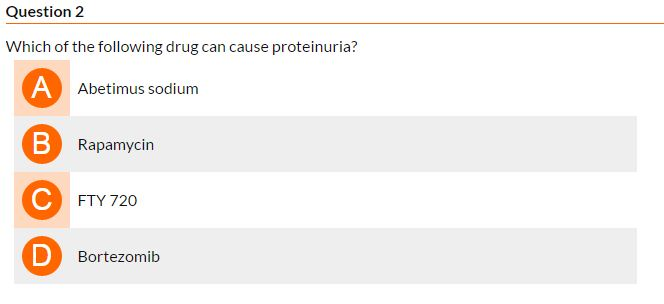 Question 2
Which of the following drug can cause proteinuria?
A Abetimus sodium
B Rapamycin
C FTY 720
D Bortezomib